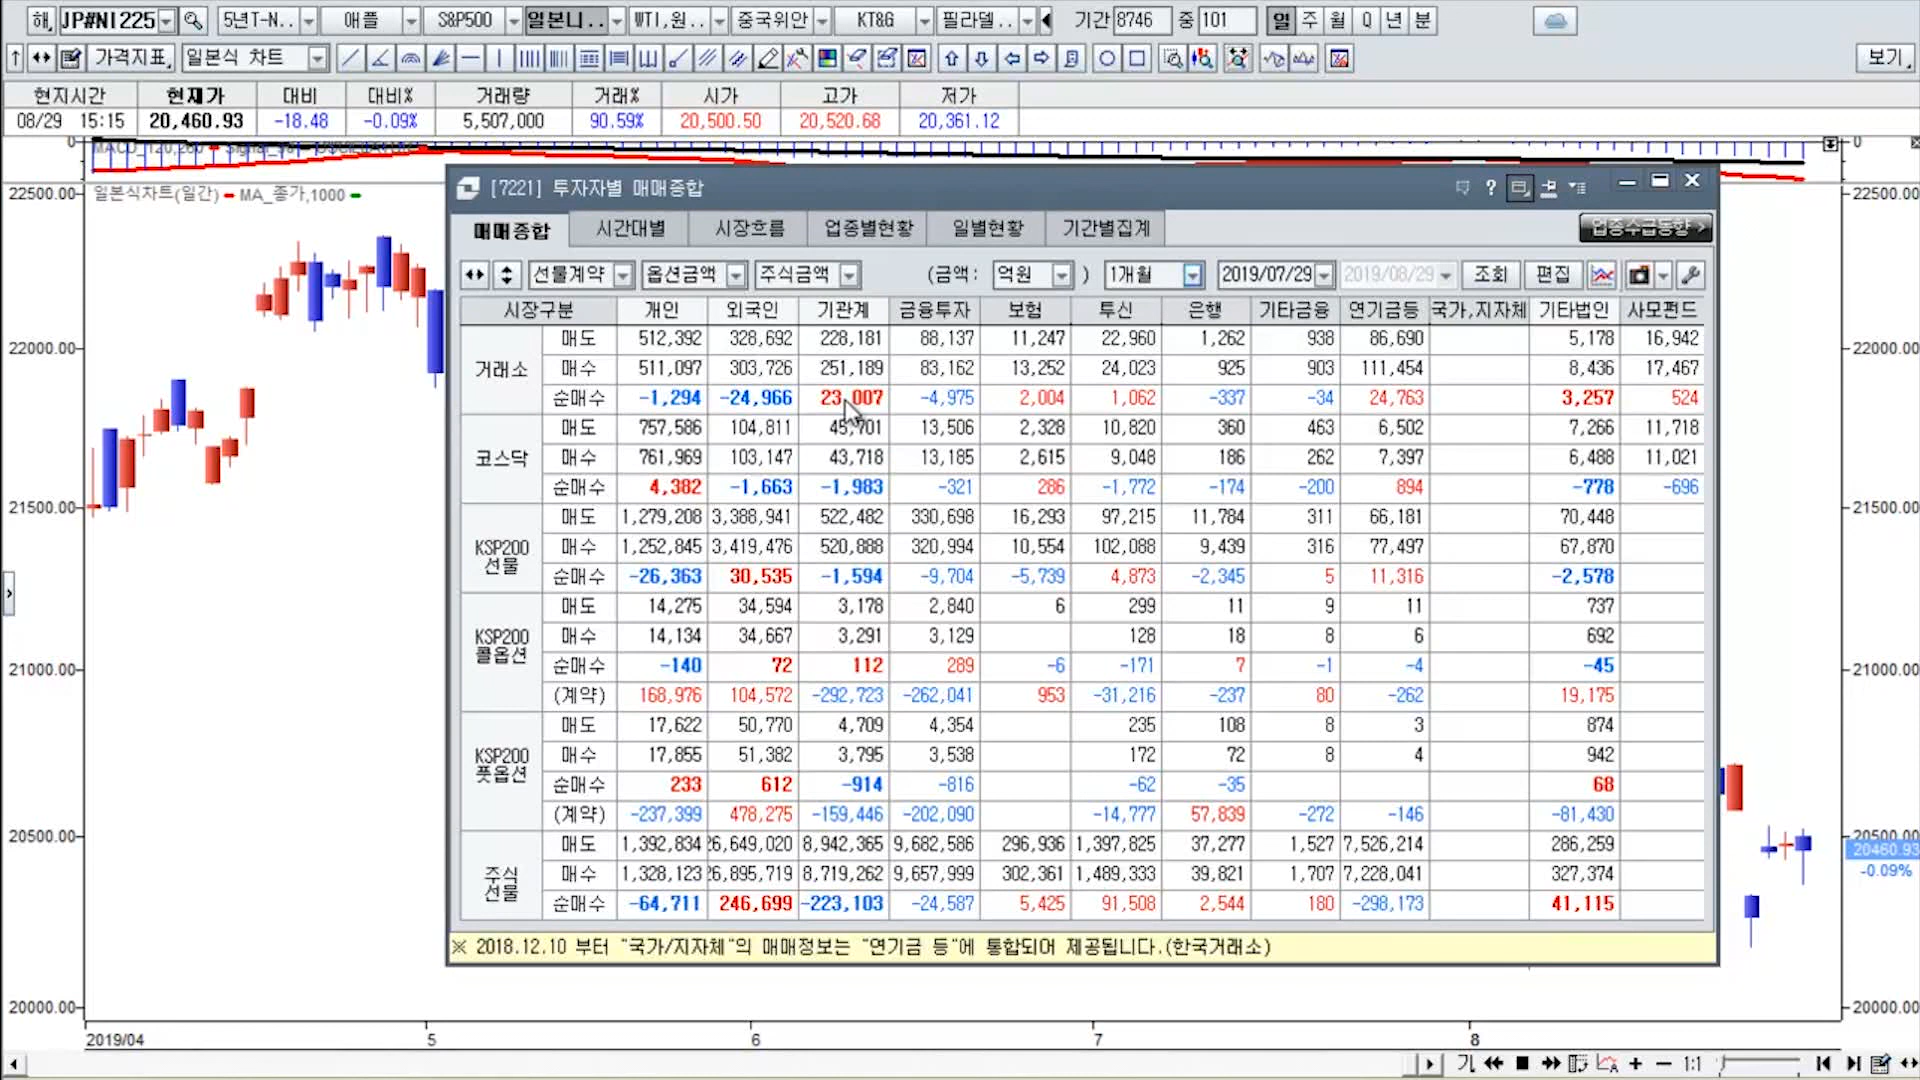 해 JP#NI225 5년T-N.. 애플 S&P500 일본니.. WTI,원.. 중국위안 KT&G 필라델.. 기간 8746 중 101 일 주 월 Q 년 분
가격지표 일본식 차트 보기
현지시간 현재가 대비 대비% 거래량 거래% 시가 고가 저가
08/29 15:15 20,460.93 -18.48 -0.09% 5,507,000 90.59% 20,500.50 20,520.68 20,361.12
0 0
일본식차트(일간) MA_종가,1000
22500.00 22500.00
22000.00 22000.00
21500.00 21500.00
21000.00 21000.00
20500.00 20500.00
20460.93
-0.09%
20000.00 20000.00
2019/04 5 6 7 8
[7221] 투자자별 매매종합
매매종합 시간대별 시장흐름 업종별현황 일별현황 기간별집계 업종수급동향 >
선물계약 옵션금액 주식금액 (금액: 억원 ) 1개월 2019/07/29 2019/08/29 조회 편집
시장구분 개인 외국인 기관계 금융투자 보험 투신 은행 기타금융 연기금등 국가,지자체 기타법인 사모펀드
거래소
매도 512,392 328,692 228,181 88,137 11,247 22,960 1,262 938 86,690 5,178 16,942
매수 511,097 303,726 251,189 83,162 13,252 24,023 925 903 111,454 8,436 17,467
순매수 -1,294 -24,966 23,007 -4,975 2,004 1,062 -337 -34 24,763 3,257 524
코스닥
매도 757,586 104,811 45,701 13,506 2,328 10,820 360 463 6,502 7,266 11,718
매수 761,969 103,147 43,718 13,185 2,615 9,048 186 262 7,397 6,488 11,021
순매수 4,382 -1,663 -1,983 -321 286 -1,772 -174 -200 894 -778 -696
KSP200
선물
매도 1,279,208 3,388,941 522,482 330,698 16,293 97,215 11,784 311 66,181 70,448
매수 1,252,845 3,419,476 520,888 320,994 10,554 102,088 9,439 316 77,497 67,870
순매수 -26,363 30,535 -1,594 -9,704 -5,739 4,873 -2,345 5 11,316 -2,578
KSP200
콜옵션
매도 14,275 34,594 3,178 2,840 6 299 11 9 11 737
매수 14,134 34,667 3,291 3,129 128 18 8 6 692
순매수 -140 72 112 289 -6 -171 7 -1 -4 -45
(계약) 168,976 104,572 -292,723 -262,041 953 -31,216 -237 80 -262 19,175
KSP200
풋옵션
매도 17,622 50,770 4,709 4,354 235 108 8 3 874
매수 17,855 51,382 3,795 3,538 172 72 8 4 942
순매수 233 612 -914 -816 -62 -35 68
(계약) -237,399 478,275 -159,446 -202,090 -14,777 57,839 -272 -146 -81,430
주식
선물
매도 1,392,834 26,649,020 8,942,365 9,682,586 296,936 1,397,825 37,277 1,527 7,526,214 286,259
매수 1,328,123 26,895,719 8,719,262 9,657,999 302,361 1,489,333 39,821 1,707 7,228,041 327,374
순매수 -64,711 246,699 -223,103 -24,587 5,425 91,508 2,544 180 -298,173 41,115
※ 2018.12.10 부터 "국가/지자체"의 매매정보는 "연기금 등"에 통합되어 제공됩니다.(한국거래소)
1:1